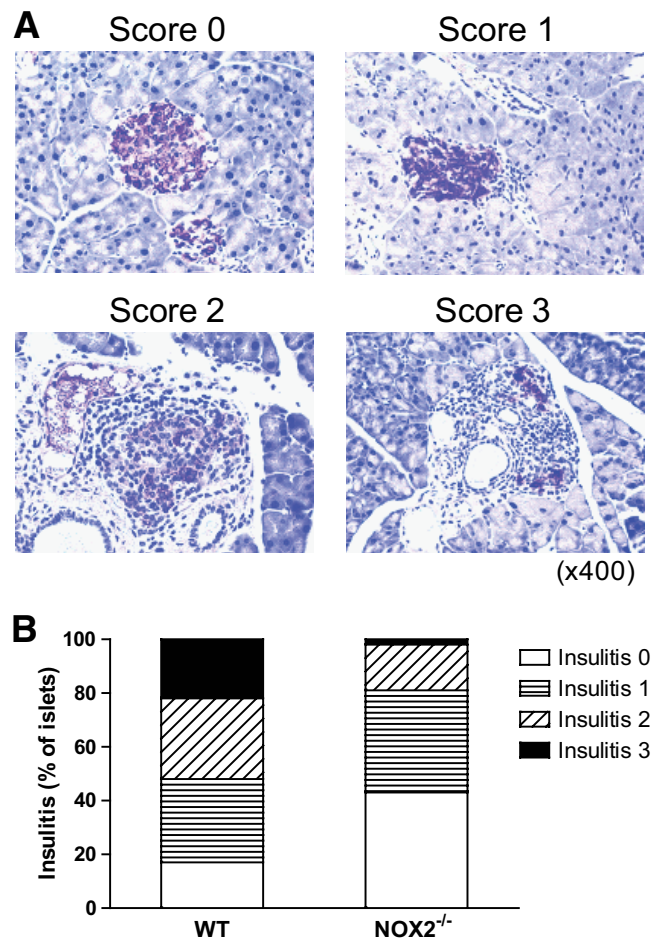 A
Score 0
Score 1
Score 2
Score 3
(x400)
B
Insulitis (% of islets)
100
80
60
40
20
0
WT
NOX2-/-
Insulitis 0
Insulitis 1
Insulitis 2
Insulitis 3